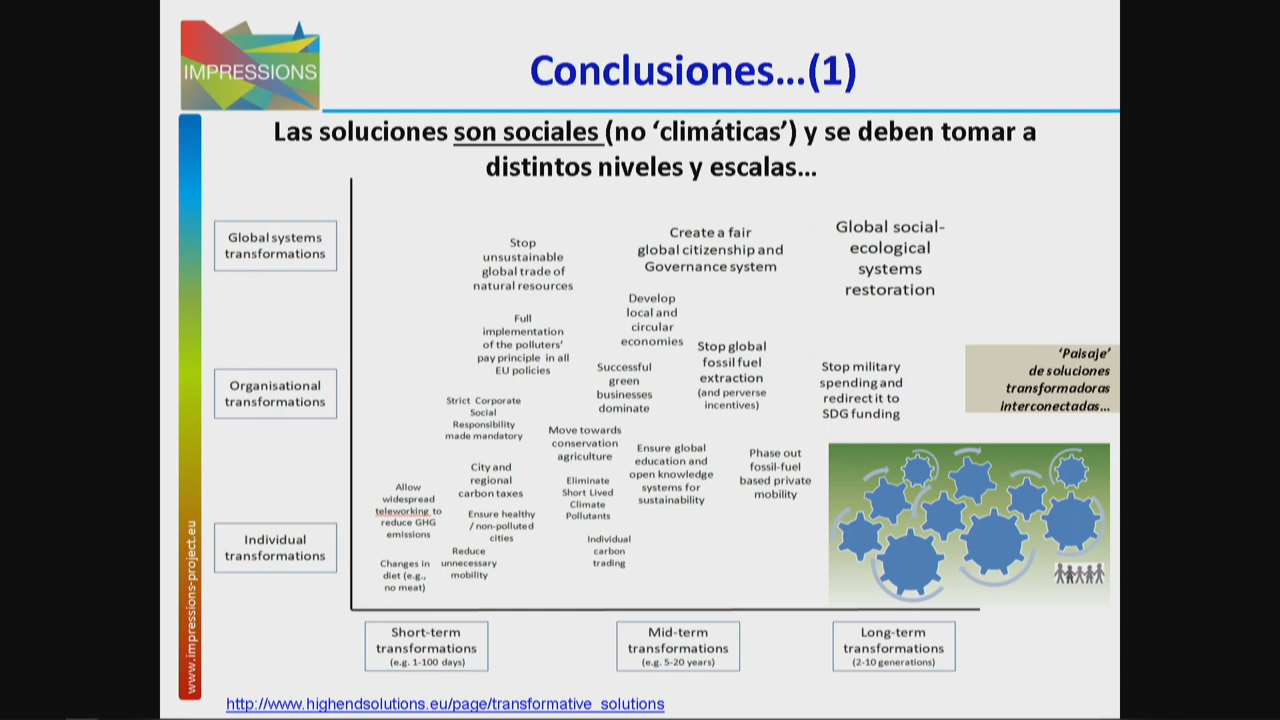 IMPRESSIONS
Conclusiones...(1)
Las soluciones son sociales (no ‘climáticas’) y se deben tomar a
distintos niveles y escalas...
Global systems
transformations
Stop
unsustainable
global trade of
natural resources
Create a fair
global citizenship and
Governance system
Global social-
ecological
systems
restoration
Develop
local and
circular
economies
Full
implementation
of the polluters’
pay principle in all
EU policies
Stop global
fossil fuel
extraction
(and perverse
incentives)
‘Paisaje’
de soluciones
transformadoras
interconectadas...
Organisational
transformations
Successful
green
businesses
dominate
Stop military
spending and
redirect it to
SDG funding
Strict Corporate
Social
Responsibility
made mandatory
Move towards
conservation
agriculture
Ensure global
education and
open knowledge
systems for
sustainability
Phase out
fossil-fuel
based private
mobility
City and
regional
carbon taxes
Eliminate
Short Lived
Climate
Pollutants
Allow
widespread
teleworking to
reduce GHG
emissions
Ensure healthy
/ non-polluted
cities
Individual
transformations
Individual
carbon
trading
Reduce
unnecessary
mobility
Changes in
diet (e.g.,
no meat)
www.impressions-project.eu
Short-term
transformations
(e.g. 1-100 days)
Mid-term
transformations
(e.g. 5-20 years)
Long-term
transformations
(2-10 generations)
http://www.highendsolutions.eu/page/transformative_solutions